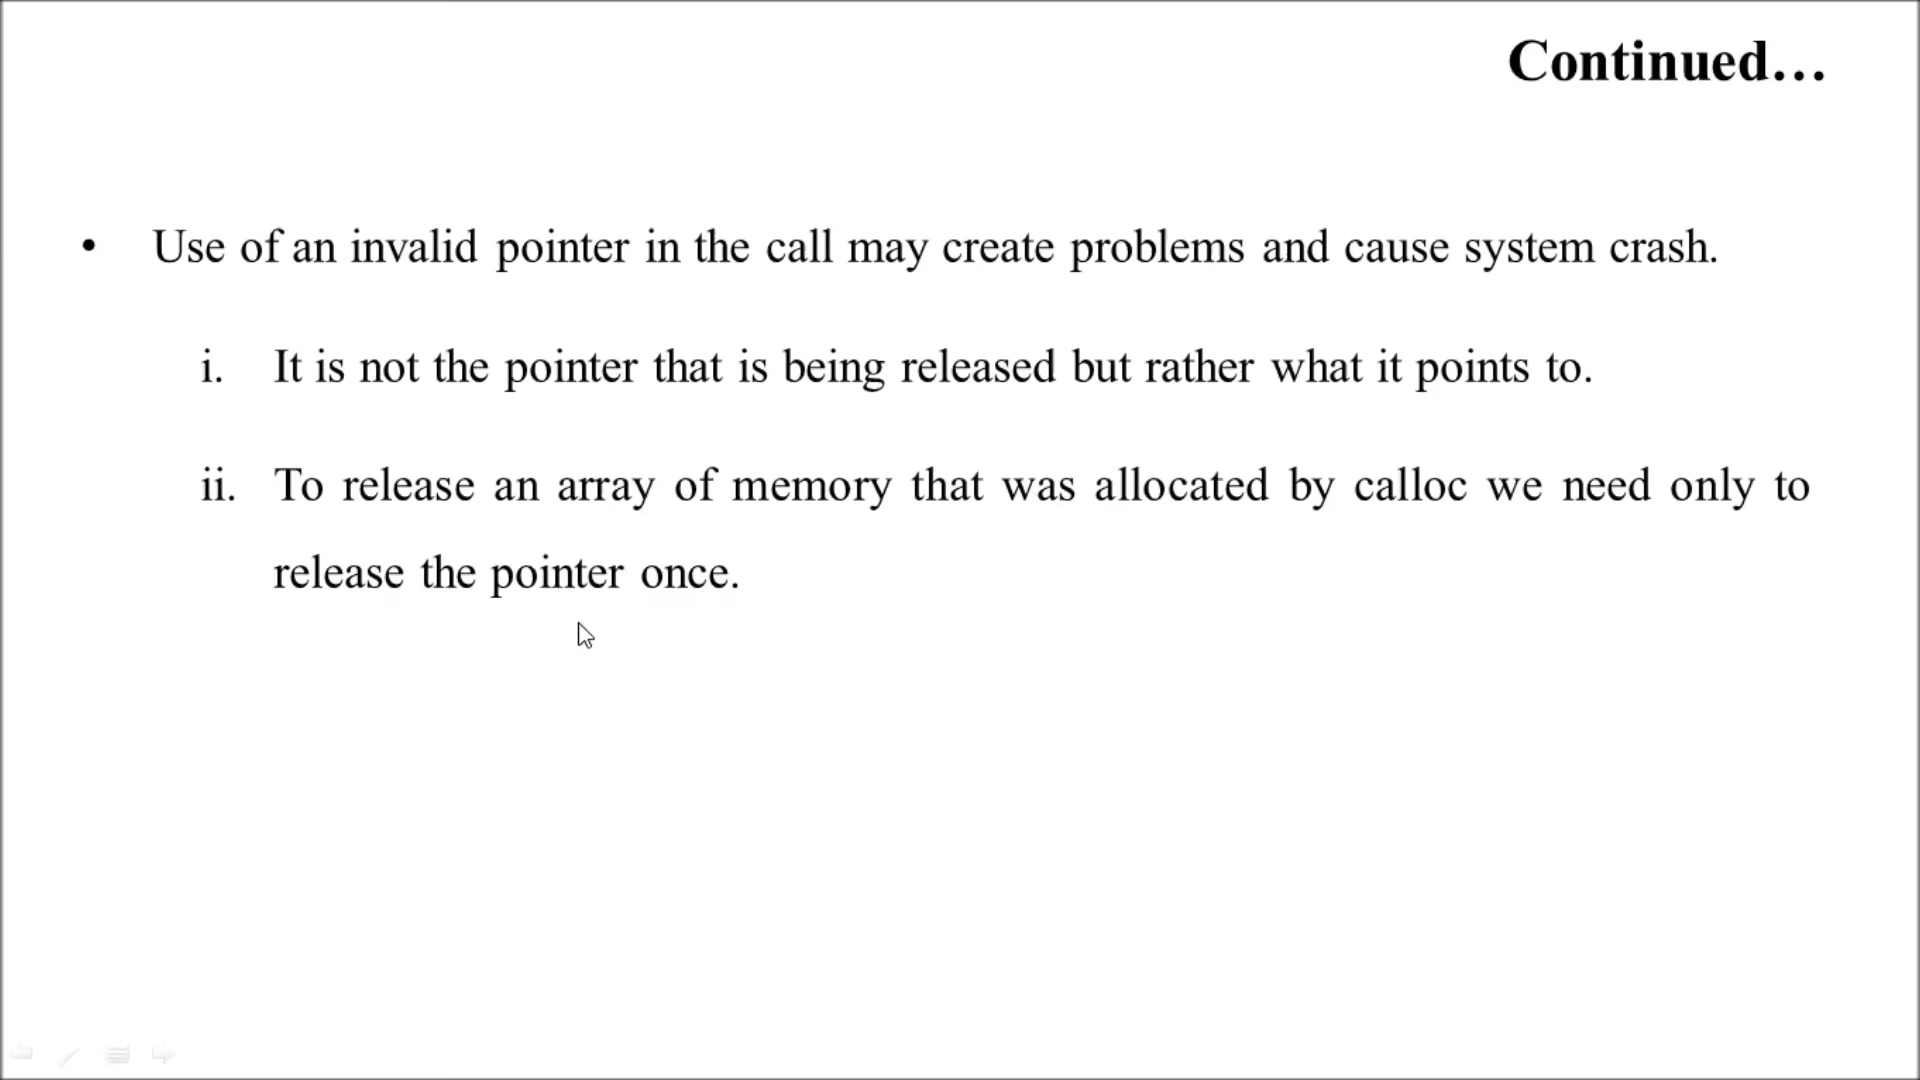 Continued…
• Use of an invalid pointer in the call may create problems and cause system crash.
i. It is not the pointer that is being released but rather what it points to.
ii. To release an array of memory that was allocated by calloc we need only to
release the pointer once.